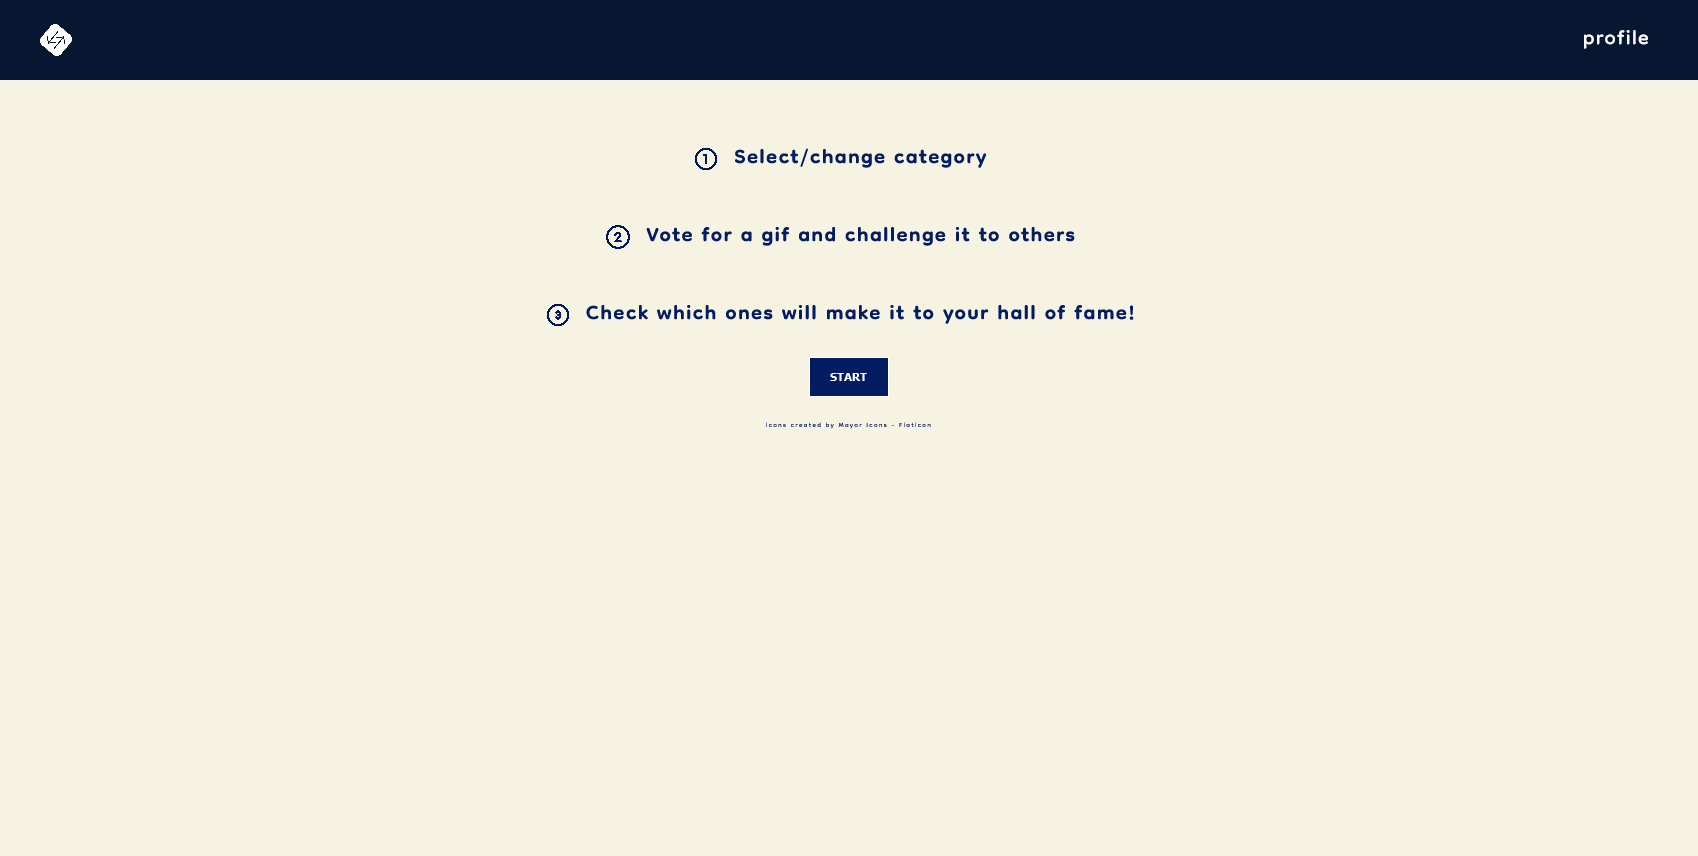 profile
1 Select/change category
2 Vote for a gif and challenge it to others
3 Check which ones will make it to your hall of fame!
START
icons created by Mayor Icons - Flaticon